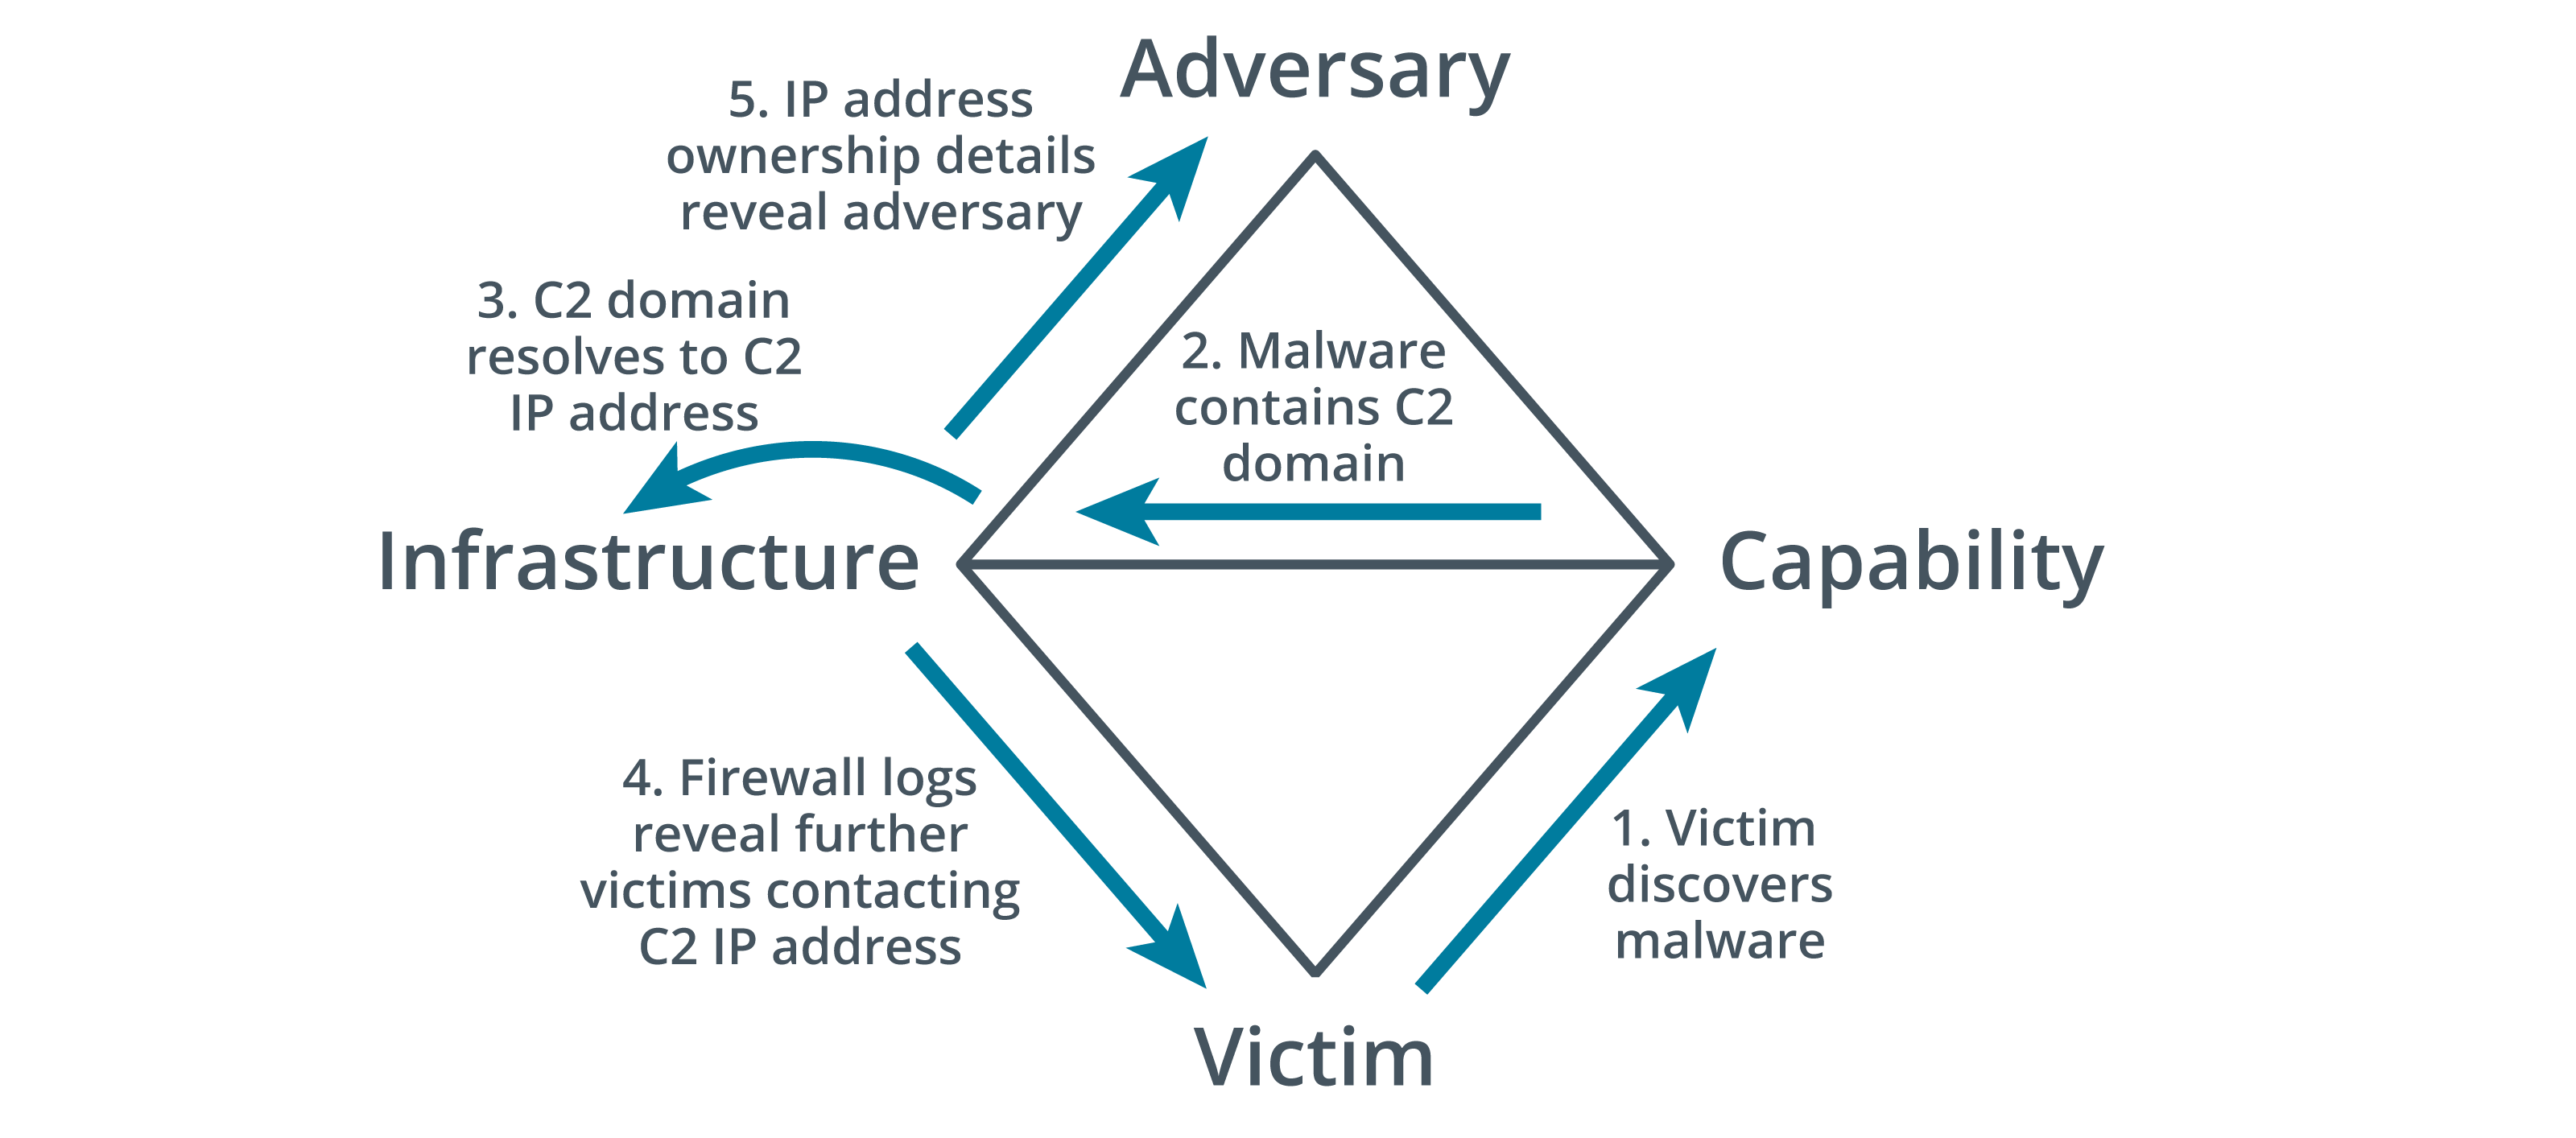 Adversary
5. IP address
ownership details
reveal adversary
3. C2 domain
resolves to C2
IP address
2. Malware
contains C2
domain
Infrastructure
Capability
4. Firewall logs
reveal further
victims contacting
C2 IP address
1. Victim
discovers
malware
Victim